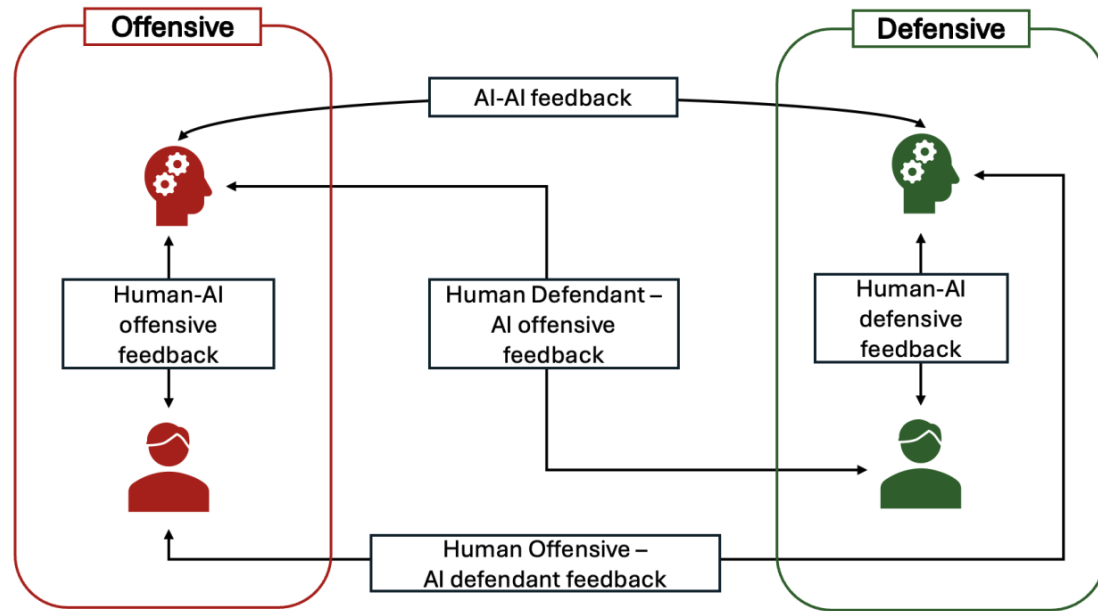 Offensive
Defensive
AI-AI feedback
Human-AI
offensive
feedback
Human Defendant –
AI offensive
feedback
Human-AI
defensive
feedback
Human Offensive –
AI defendant feedback